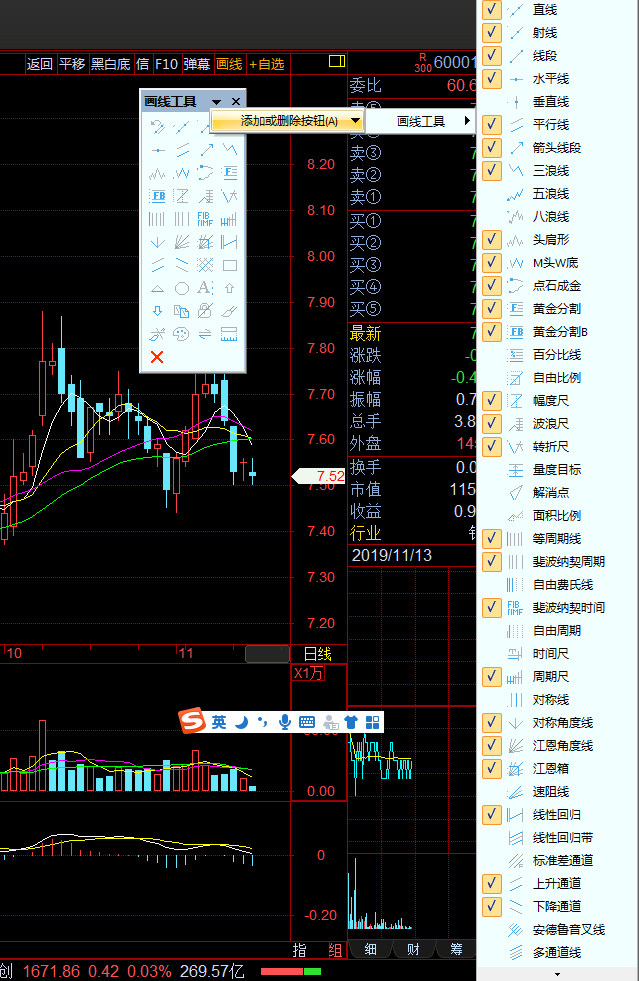 返回 平移 黑白底 信 F10 弹幕 画线 +自选
R
300
60001
画线工具
添加或删除按钮(A)
画线工具
委比 60.6
卖③
卖②
卖①
买①
买②
买③
买④
买⑤
最新 7
涨跌 -0
涨幅 -0.4
振幅 0.7
总手 3.8
外盘 14
换手 0.0
市值 115
收益 0.9
行业
2019/11/13
8.20
8.10
8.00
7.90
7.80
7.70
7.60
7.52
7.50
7.40
7.30
7.20
10
11
日线
X1万
英
0.00
0
-0.20
指 组
细 财 筹
创 1671.86 0.42 0.03% 269.57亿
直线
射线
线段
水平线
垂直线
平行线
箭头线段
三浪线
五浪线
八浪线
头肩形
M头W底
点石成金
黄金分割
黄金分割B
百分比线
自由比例
幅度尺
波浪尺
转折尺
量度目标
解消点
面积比例
等周期线
斐波纳契周期
自由费氏线
斐波纳契时间
自由周期
时间尺
周期尺
对称线
对称角度线
江恩角度线
江恩箱
速阻线
线性回归
线性回归带
标准差通道
上升通道
下降通道
安德鲁音叉线
多通道线